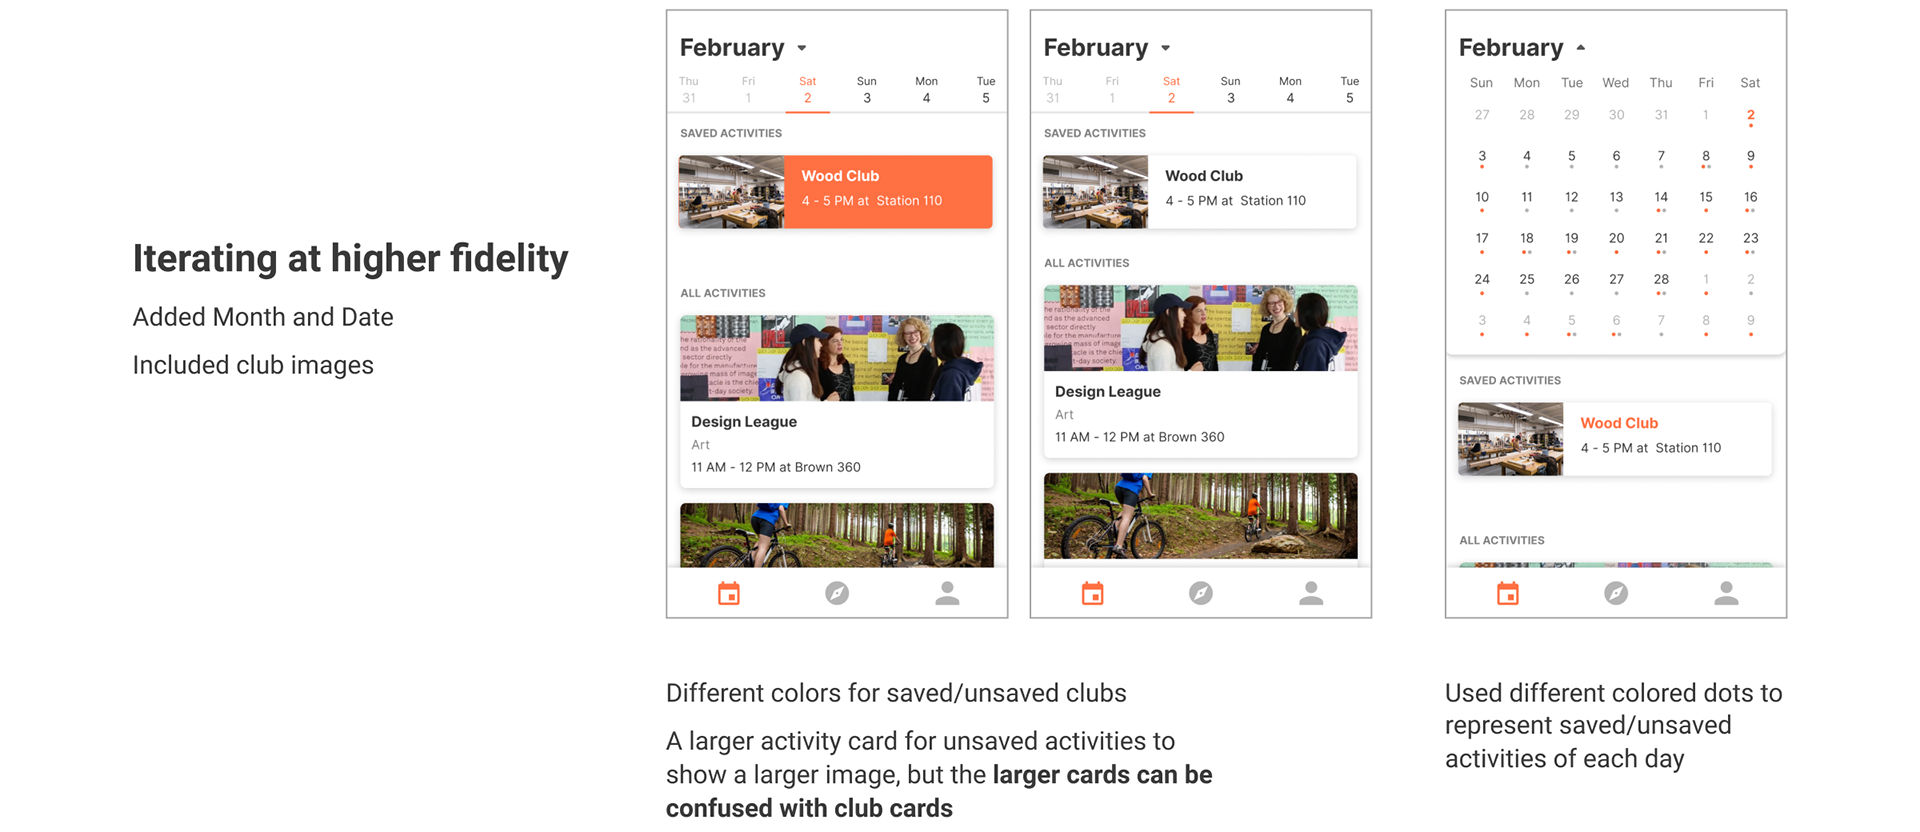 Iterating at higher fidelity
Added Month and Date
Included club images
February
Thu Fri Sat Sun Mon Tue
31 1 2 3 4 5
SAVED ACTIVITIES
Wood Club
4 - 5 PM at Station 110
ALL ACTIVITIES
Design League
Art
11 AM - 12 PM at Brown 360
February
Thu Fri Sat Sun Mon Tue
31 1 2 3 4 5
SAVED ACTIVITIES
Wood Club
4 - 5 PM at Station 110
ALL ACTIVITIES
Design League
Art
11 AM - 12 PM at Brown 360
Different colors for saved/unsaved clubs
A larger activity card for unsaved activities to
show a larger image, but the larger cards can be
confused with club cards
February
Sun Mon Tue Wed Thu Fri Sat
27 28 29 30 31 1 2
3 4 5 6 7 8 9
10 11 12 13 14 15 16
17 18 19 20 21 22 23
24 25 26 27 28 1 2
3 4 5 6 7 8 9
SAVED ACTIVITIES
Wood Club
4 - 5 PM at Station 110
ALL ACTIVITIES
Used different colored dots to
represent saved/unsaved
activities of each day